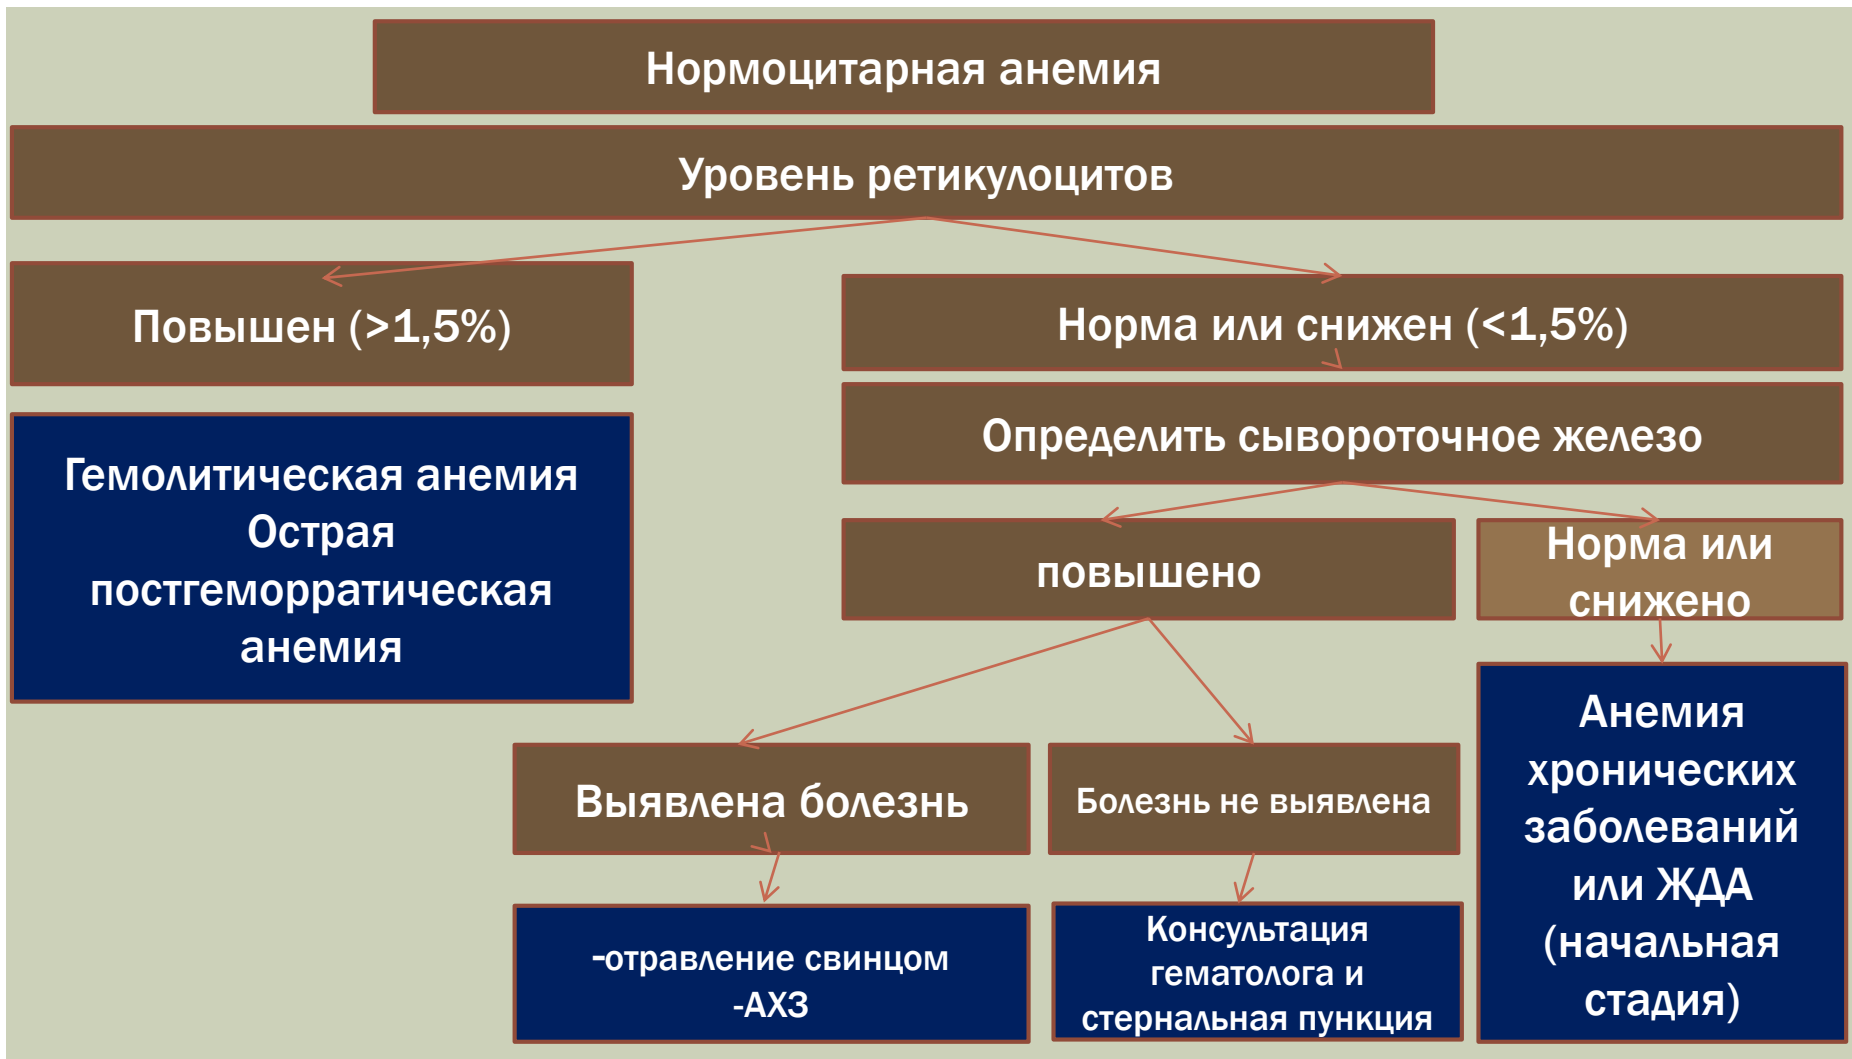 Нормоцитарная анемия
Уровень ретикулоцитов
Повышен (>1,5%)
Норма или снижен (<1,5%)
Гемолитическая анемия
Острая
постгеморратическая
анемия
Определить сывороточное железо
повышено
Норма или
снижено
Выявлена болезнь
Болезнь не выявлена
Анемия
хронических
заболеваний
или ЖДА
(начальная
стадия)
-отравление свинцом
-АХЗ
Консультация
гематолога и
стернальная пункция